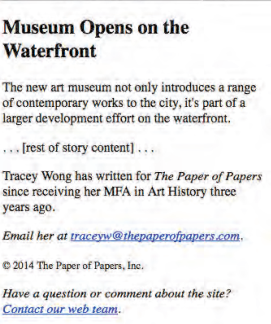 Museum Opens on the
Waterfront
The new art museum not only introduces a range
of contemporary works to the city, it's part of a
larger development effort on the waterfront.
. . . [rest of story content] . . .
Tracey Wong has written for The Paper of Papers
since receiving her MFA in Art History three
years ago.
Email her at traceyw@thepaperofpapers.com.
© 2014 The Paper of Papers, Inc.
Have a question or comment about the site?
Contact our web team.